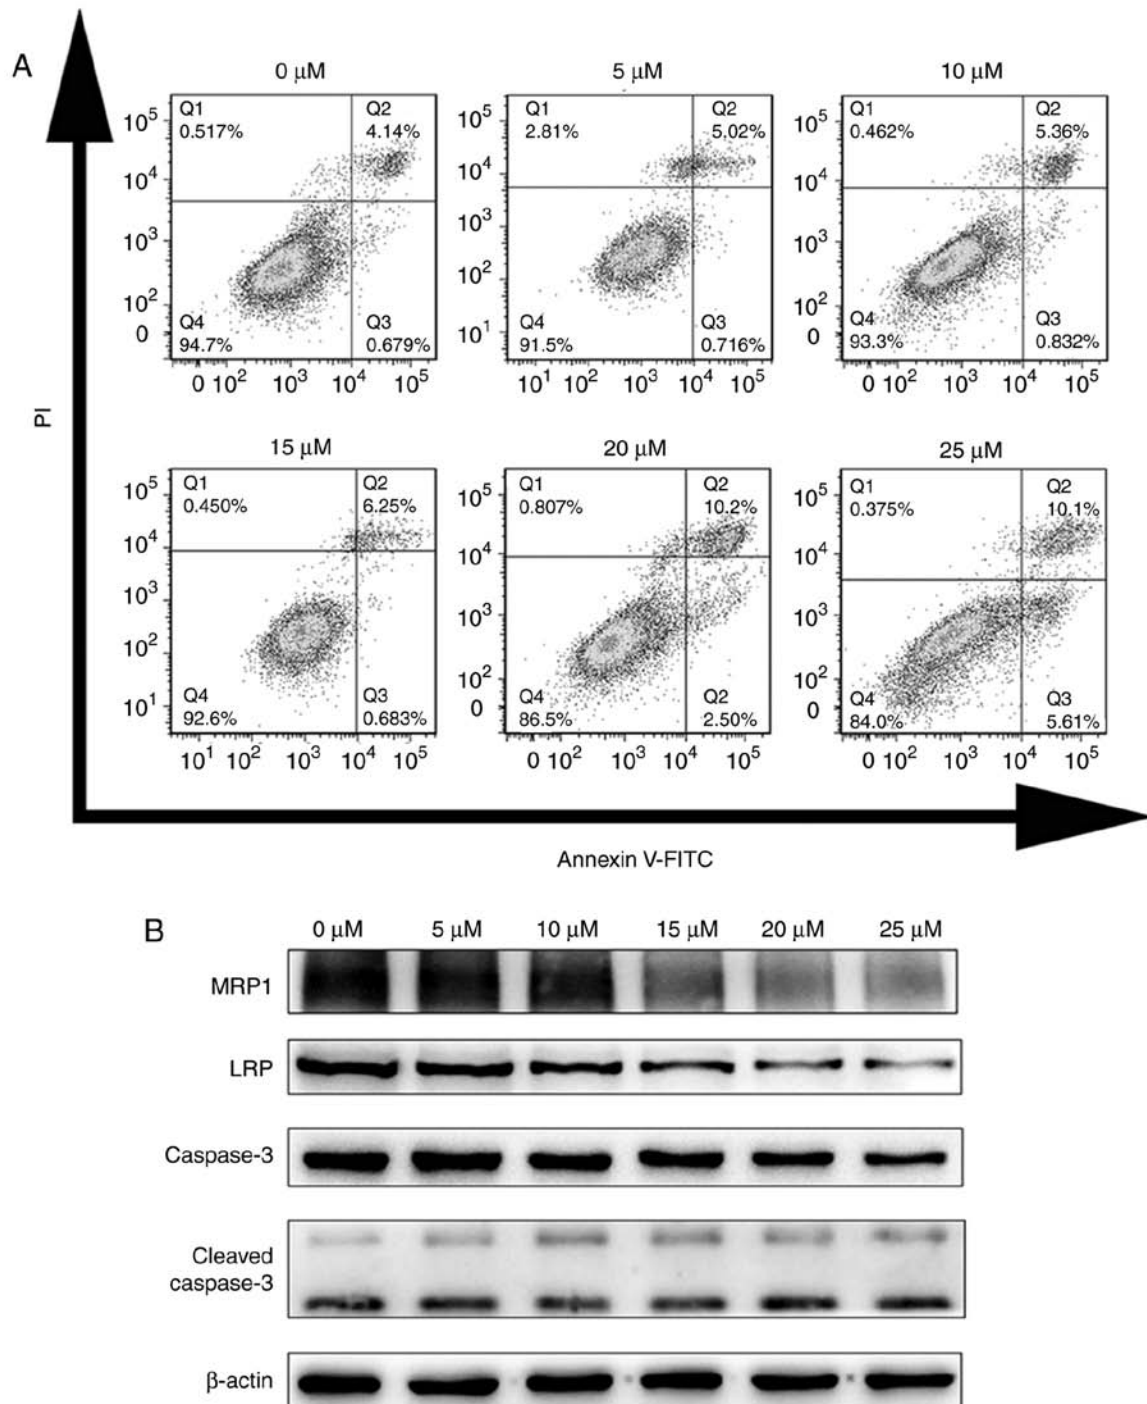 A
0 μM
5 μM
10 μM
Q1
0.517%
Q2
4.14%
Q4
94.7%
Q3
0.679%
10⁵
10⁴
10³
10²
0
0 10² 10³ 10⁴ 10⁵
Q1
2.81%
Q2
5.02%
Q4
91.5%
Q3
0.716%
10⁵
10⁴
10³
10²
10¹
10¹ 10² 10³ 10⁴ 10⁵
Q1
0.462%
Q2
5.36%
Q4
93.3%
Q3
0.832%
10⁵
10⁴
10³
10²
0
0 10² 10³ 10⁴ 10⁵
PI
15 μM
20 μM
25 μM
Q1
0.450%
Q2
6.25%
Q4
92.6%
Q3
0.683%
10⁵
10⁴
10³
10²
10¹
10¹ 10² 10³ 10⁴ 10⁵
Q1
0.807%
Q2
10.2%
Q4
86.5%
Q2
2.50%
10⁵
10⁴
10³
10²
0
0 10² 10³ 10⁴ 10⁵
Q1
0.375%
Q2
10.1%
Q4
84.0%
Q3
5.61%
10⁵
10⁴
10³
10²
0
0 10² 10³ 10⁴ 10⁵
Annexin V-FITC
B
0 μM 5 μM 10 μM 15 μM 20 μM 25 μM
MRP1
LRP
Caspase-3
Cleaved
caspase-3
β-actin